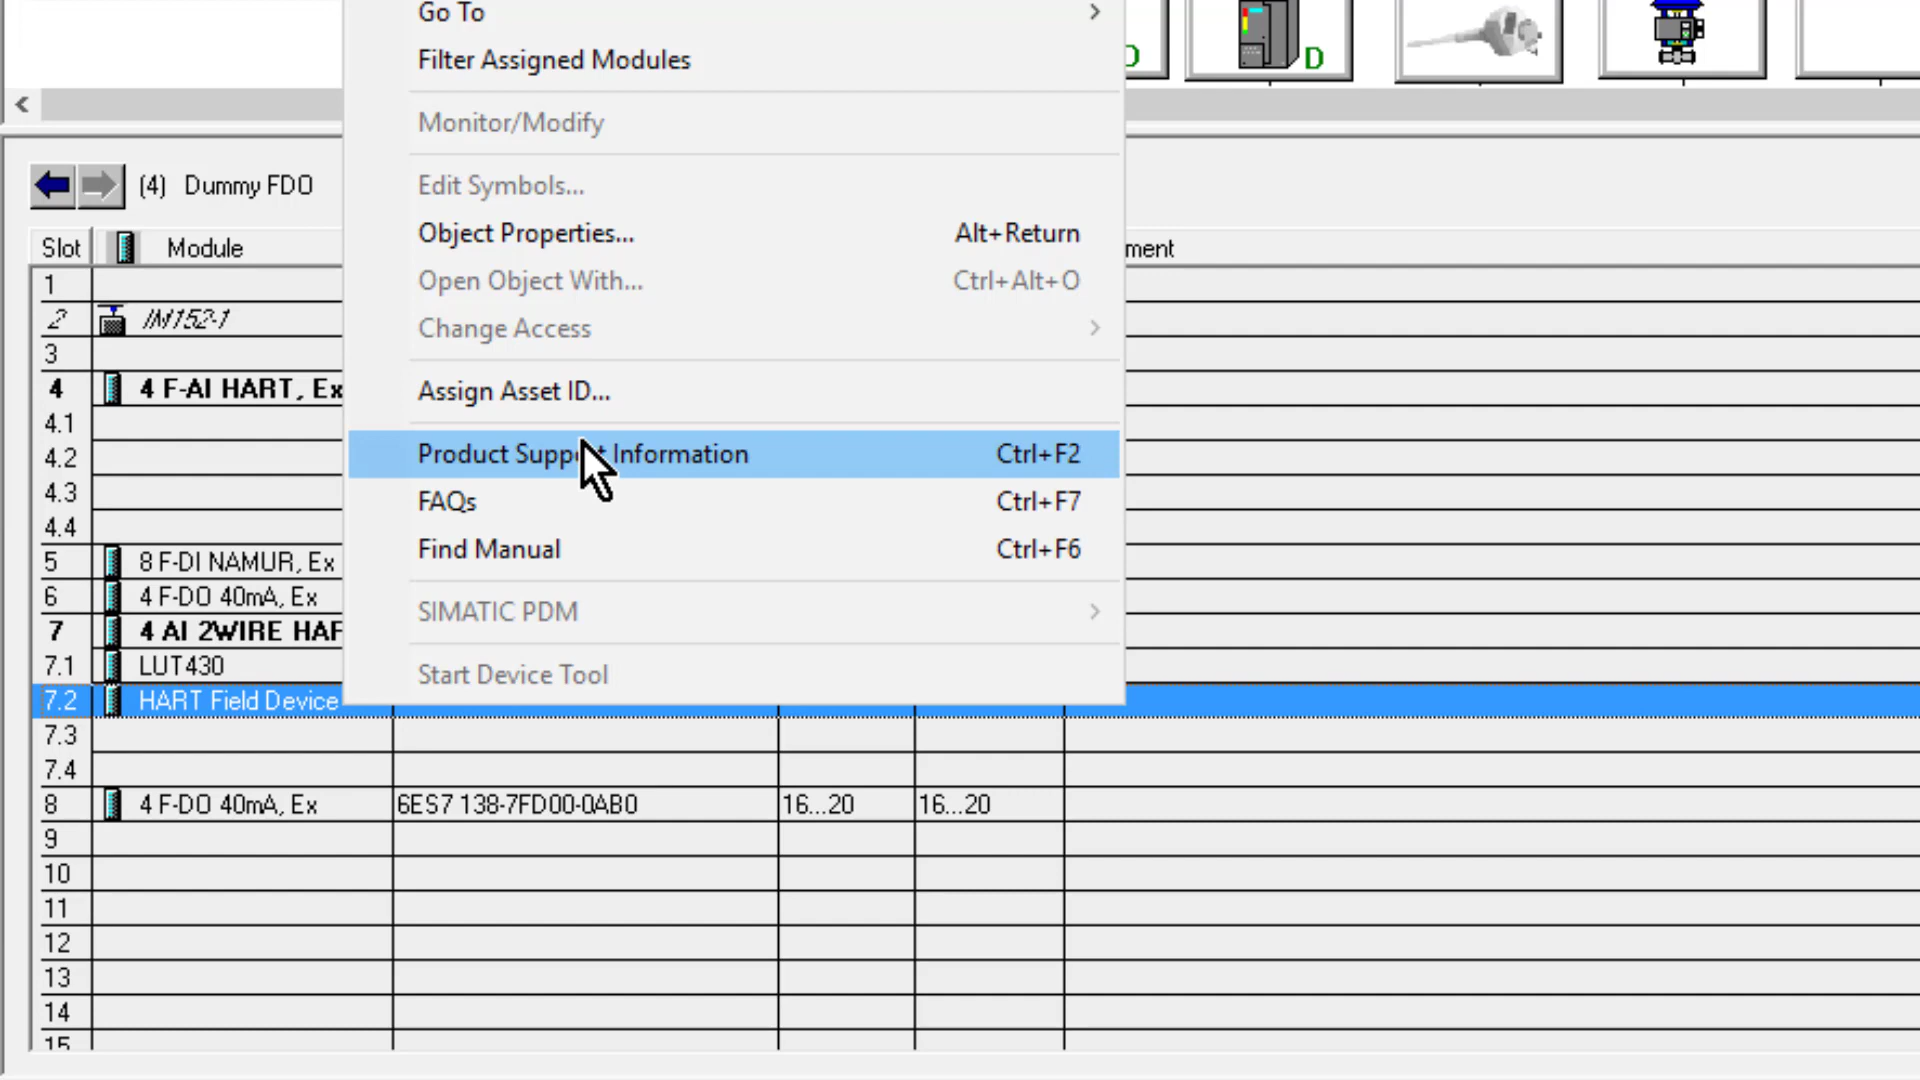 Go To
Filter Assigned Modules
D
D
Monitor/Modify
(4) Dummy FDO
Edit Symbols...
Object Properties... Alt+Return
Slot Module ment
Open Object With... Ctrl+Alt+O
1
2 IM152-1
Change Access
3
4 4 F-AI HART, Ex
Assign Asset ID...
4.1
4.2
Product Support Information Ctrl+F2
4.3
FAQs Ctrl+F7
4.4
Find Manual Ctrl+F6
5 8 F-DI NAMUR, Ex
6 4 F-DO 40mA, Ex
SIMATIC PDM
7 4 AI 2WIRE HAR
7.1 LUT430
Start Device Tool
7.2 HART Field Device
7.3
7.4
8 4 F-DO 40mA, Ex 6ES7 138-7FD00-0AB0 16...20 16...20
9
10
11
12
13
14
15